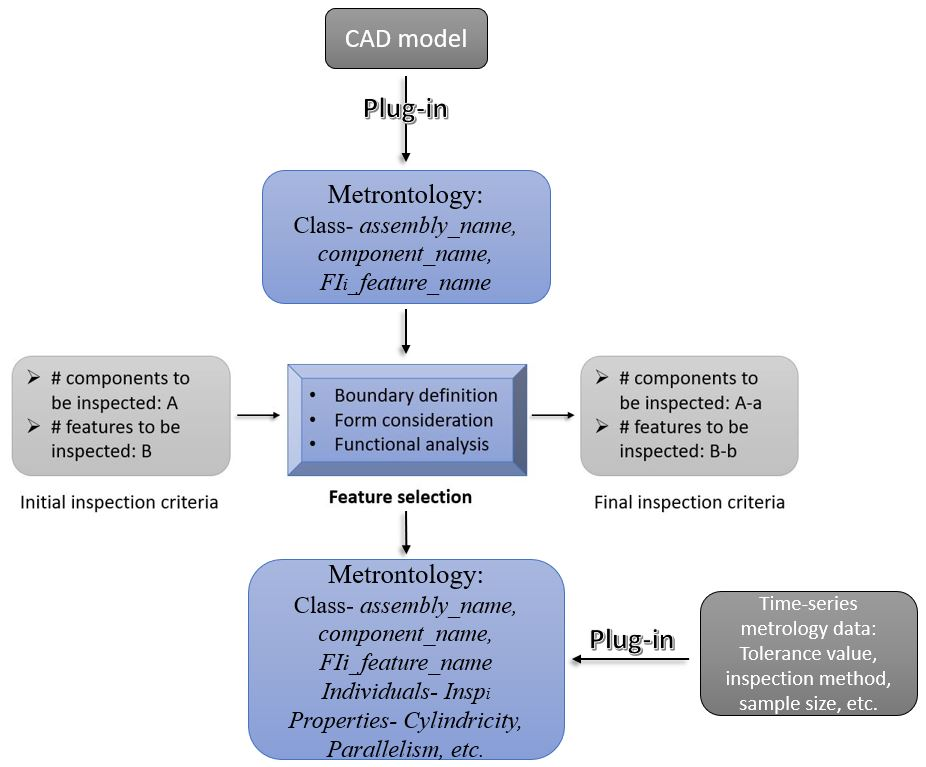 CAD model
Plug-in
Metrontology:
Class- assembly_name,
component_name,
FIi_feature_name
➢ # components to
be inspected: A
➢ # features to be
inspected: B
Initial inspection criteria
• Boundary definition
• Form consideration
• Functional analysis
Feature selection
➢ # components to
be inspected: A-a
➢ # features to be
inspected: B-b
Final inspection criteria
Metrontology:
Class- assembly_name,
component_name,
FIi_feature_name
Individuals- Inspi
Properties- Cylindricity,
Parallelism, etc.
Plug-in
Time-series
metrology data:
Tolerance value,
inspection method,
sample size, etc.